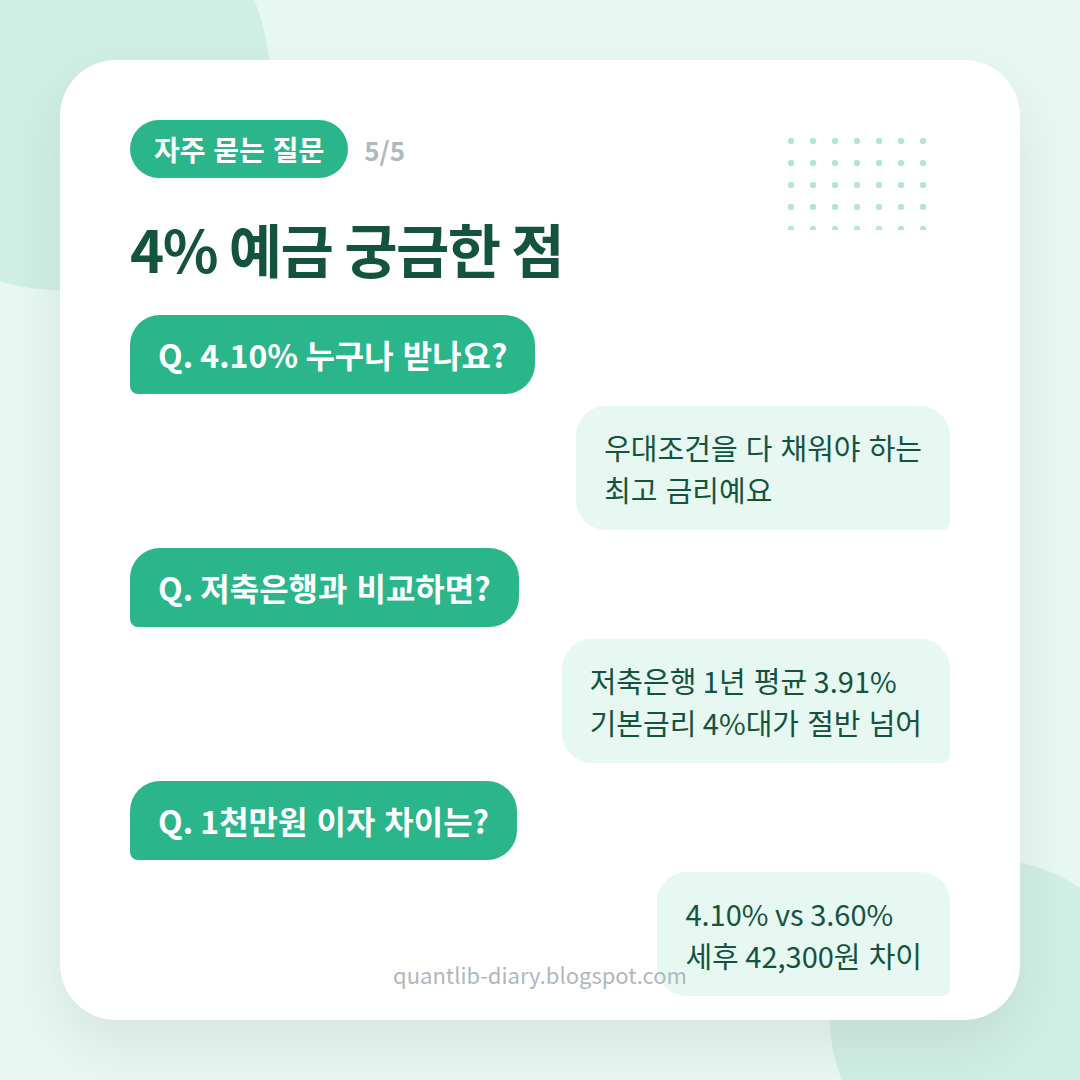 자주 묻는 질문 5/5
4% 예금 궁금한 점
Q. 4.10% 누구나 받나요?
우대조건을 다 채워야 하는
최고 금리예요
Q. 저축은행과 비교하면?
저축은행 1년 평균 3.91%
기본금리 4%대가 절반 넘어
Q. 1천만원 이자 차이는?
4.10% vs 3.60%
세후 42,300원 차이
quantlib-diary.blogspot.com